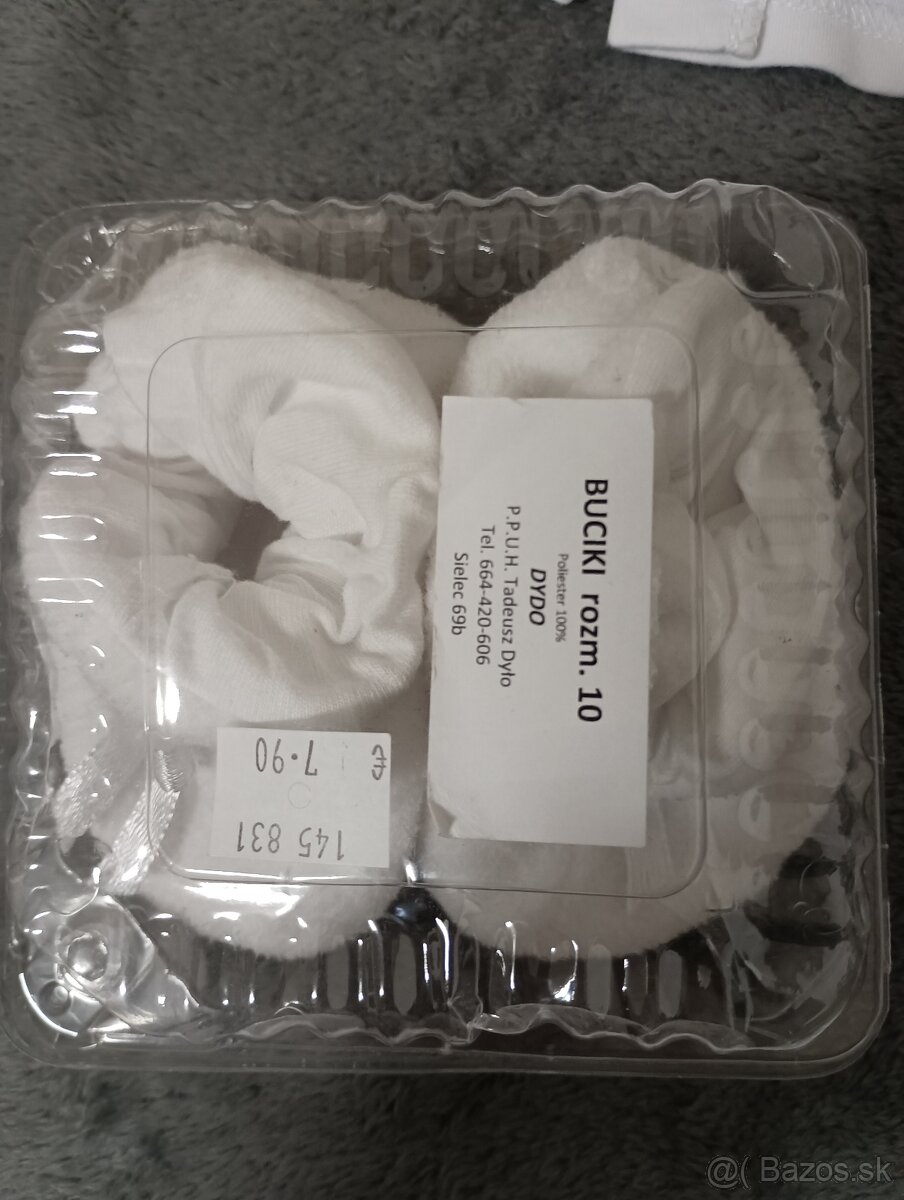 BUCIKI rozm. 10
Poliester 100%
DYDO
P.P.U.H. Tadeusz Dyło
Tel. 664-420-606
Sielec 69b
145 831
7.90
@( Bazos.sk